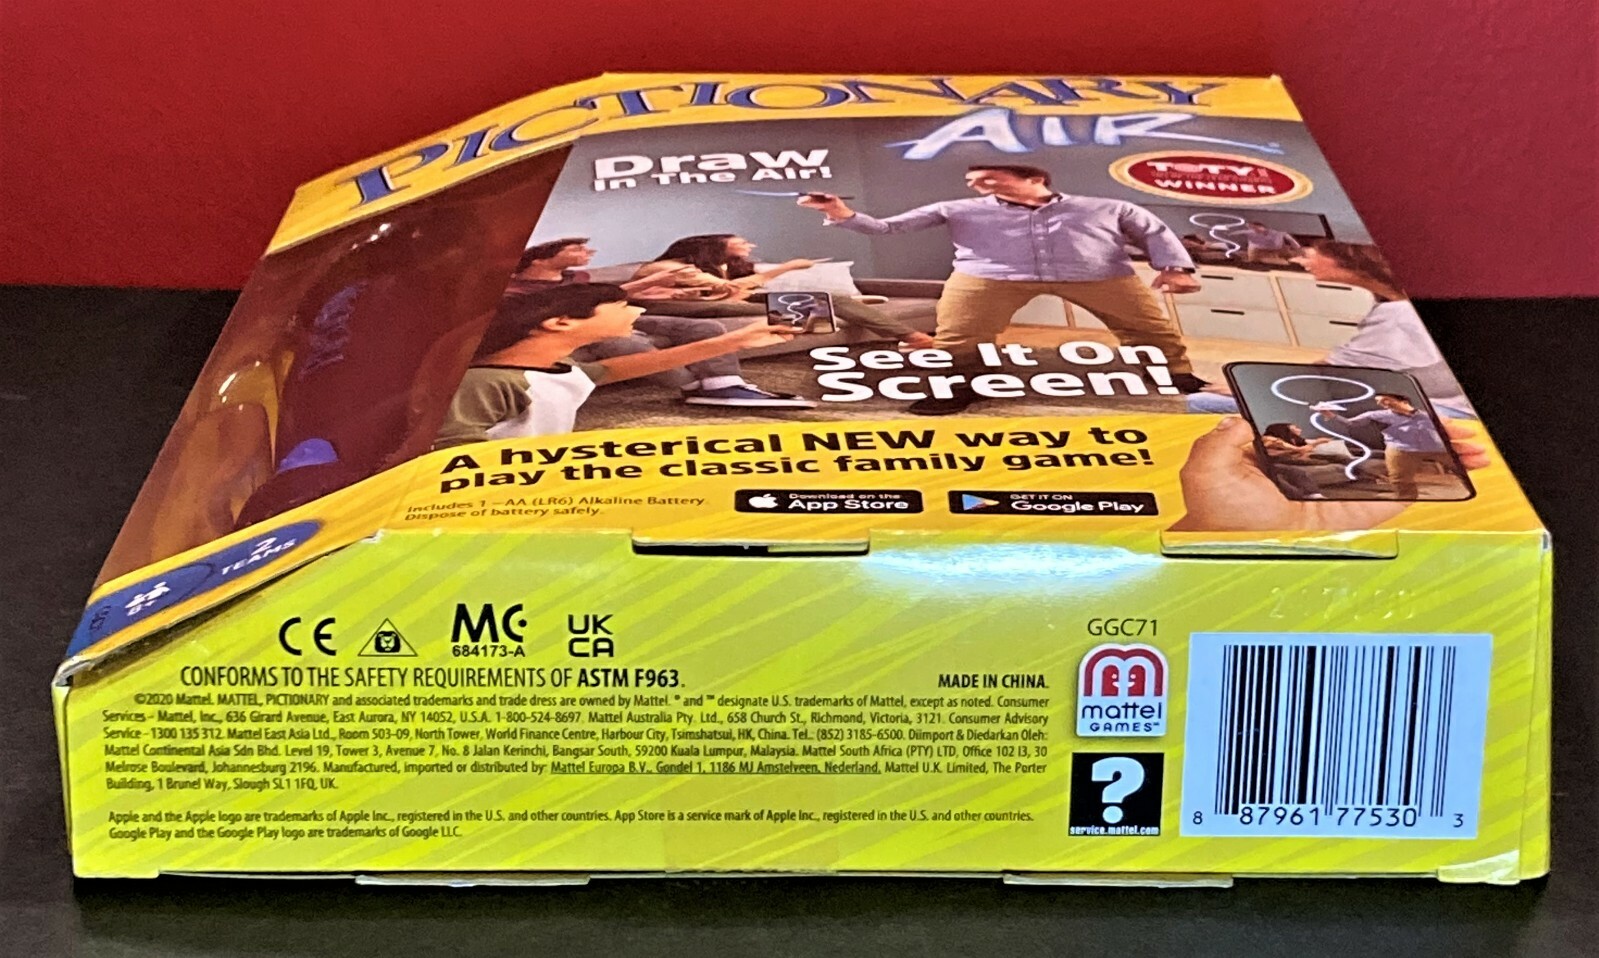 PICTIONARY
AIR
Draw
In The Air!
WINNER
See It On
Screen!
A hysterical NEW way to
play the classic family game!
Includes 1 – AA (LR6) Alkaline Battery.
Dispose of battery safely.
Download on the
App Store
GET IT ON
Google Play
2
TEAMS
8+
CE
MC
684173-A
UK
CA
CONFORMS TO THE SAFETY REQUIREMENTS OF ASTM F963.
MADE IN CHINA.
©2020 Mattel. MATTEL, PICTIONARY and associated trademarks and trade dress are owned by Mattel. ® and ™ designate U.S. trademarks of Mattel, except as noted. Consumer
Services – Mattel, Inc., 636 Girard Avenue, East Aurora, NY 14052, U.S.A. 1-800-524-8697. Mattel Australia Pty. Ltd., 658 Church St., Richmond, Victoria, 3121. Consumer Advisory
Service – 1300 135 312. Mattel East Asia Ltd., Room 503-09, North Tower, World Finance Centre, Harbour City, Tsimshatsui, HK, China. Tel.: (852) 3185-6500. Diimport & Diedarkan Oleh:
Mattel Continental Asia Sdn Bhd. Level 19, Tower 3, Avenue 7, No. 8 Jalan Kerinchi, Bangsar South, 59200 Kuala Lumpur, Malaysia. Mattel South Africa (PTY) LTD, Office 102 I3, 30
Melrose Boulevard, Johannesburg 2196. Manufactured, imported or distributed by: Mattel Europa B.V., Gondel 1, 1186 MJ Amstelveen, Nederland. Mattel U.K. Limited, The Porter
Building, 1 Brunel Way, Slough SL1 1FQ, UK.
Apple and the Apple logo are trademarks of Apple Inc., registered in the U.S. and other countries. App Store is a service mark of Apple Inc., registered in the U.S. and other countries.
Google Play and the Google Play logo are trademarks of Google LLC.
GGC71
mattel
GAMES™
?
service.mattel.com
8 87961 77530 3